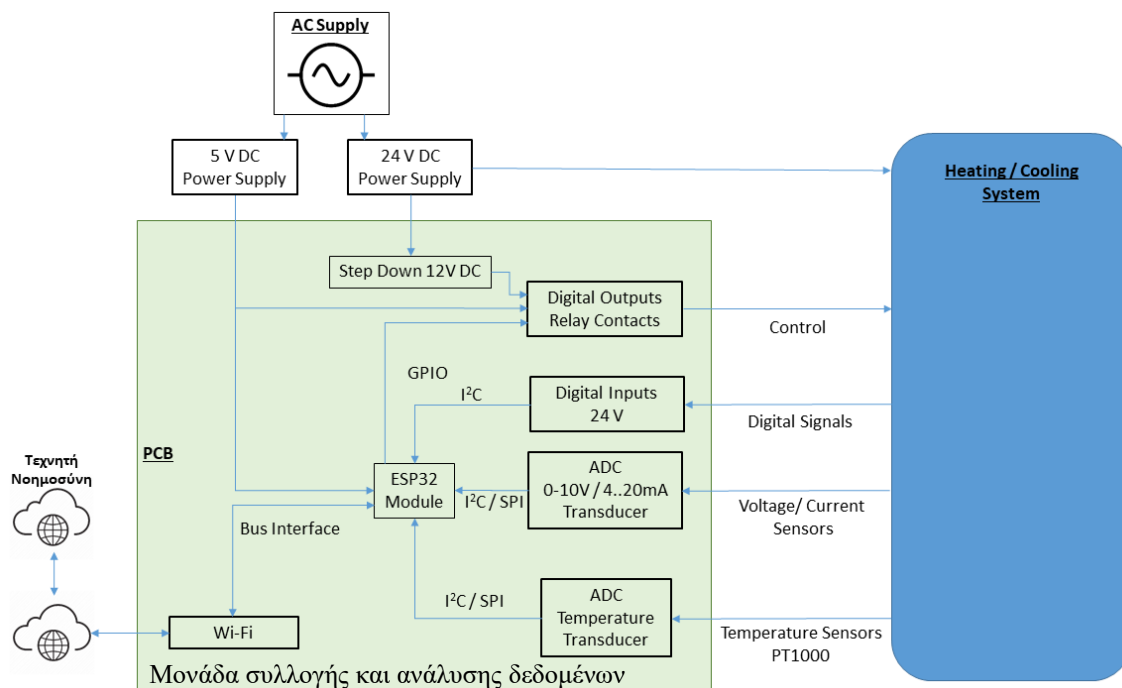 AC Supply
5 V DC
Power Supply
24 V DC
Power Supply
Heating / Cooling
System
Step Down 12V DC
Digital Outputs
Relay Contacts
Control
GPIO
I²C
Digital Inputs
24 V
Digital Signals
PCB
Τεχνητή
Νοημοσύνη
ESP32
Module
I²C / SPI
ADC
0-10V / 4..20mA
Transducer
Voltage/ Current
Sensors
Bus Interface
I²C / SPI
ADC
Temperature
Transducer
Temperature Sensors
PT1000
Wi-Fi
Μονάδα συλλογής και ανάλυσης δεδομένων